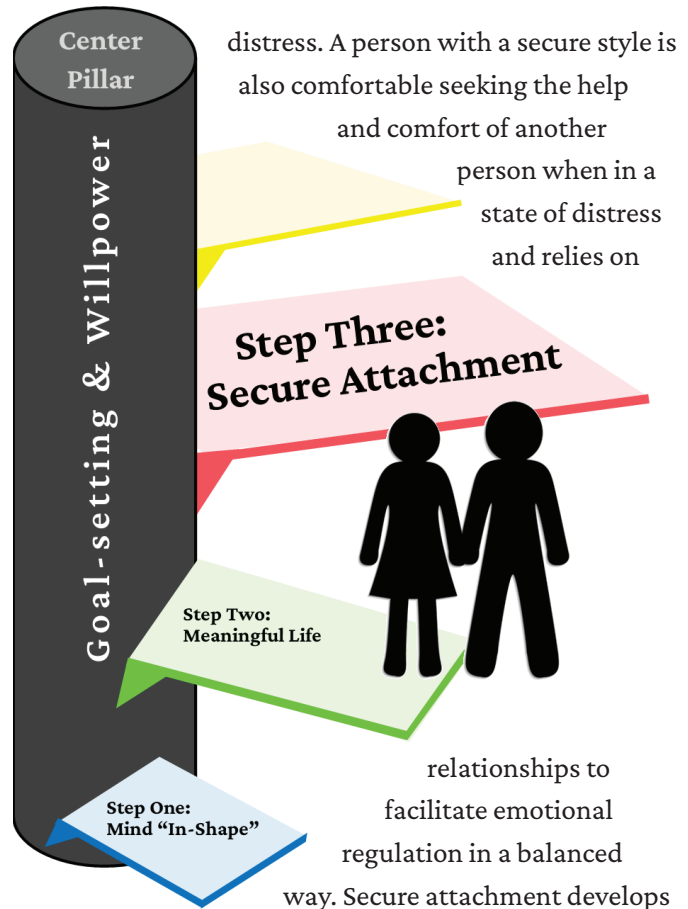 Center
Pillar
Goal-setting & Willpower
distress. A person with a secure style is
also comfortable seeking the help
and comfort of another
person when in a
state of distress
and relies on
Step Three:
Secure Attachment
Step Two:
Meaningful Life
Step One:
Mind “In-Shape”
relationships to
facilitate emotional
regulation in a balanced
way. Secure attachment develops